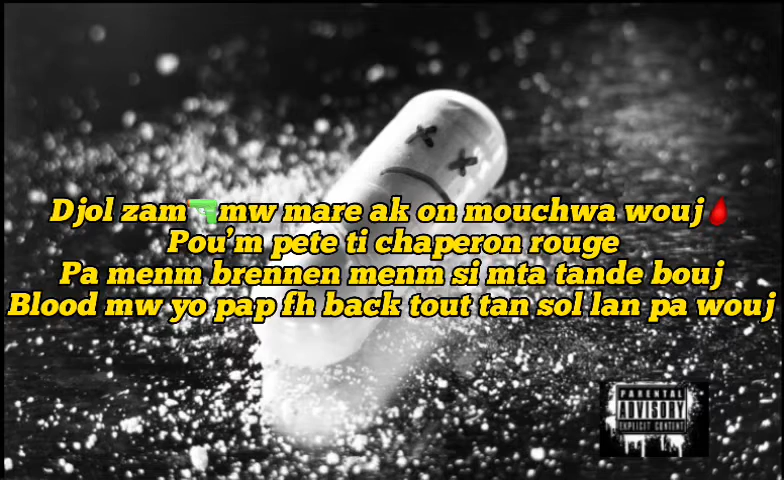 Djol zam🔫mw mare ak on mouchwa wouj🩸
Pou’m pete ti chaperon rouge
Pa menm brennen menm si mta tande bouj
Blood mw yo pap fh back tout tan sol lan pa wouj
PARENTAL
ADVISORY
EXPLICIT CONTENT